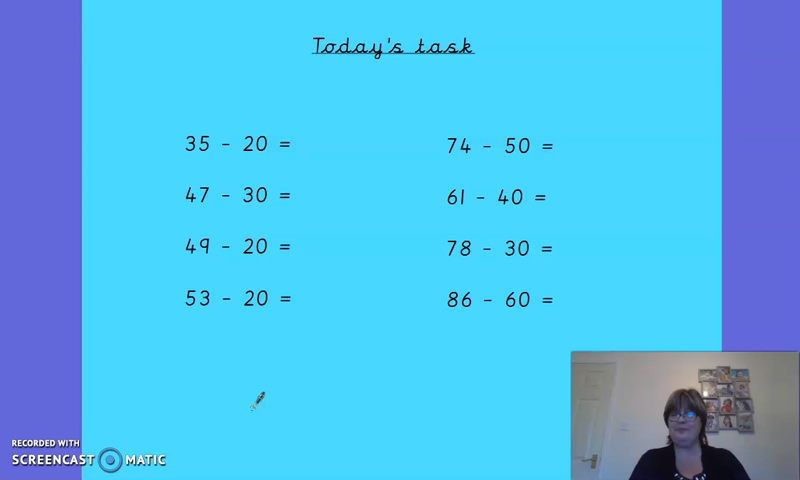 Today's task
35 - 20 =
47 - 30 =
49 - 20 =
53 - 20 =
74 - 50 =
61 - 40 =
78 - 30 =
86 - 60 =
RECORDED WITH
SCREENCAST MATIC